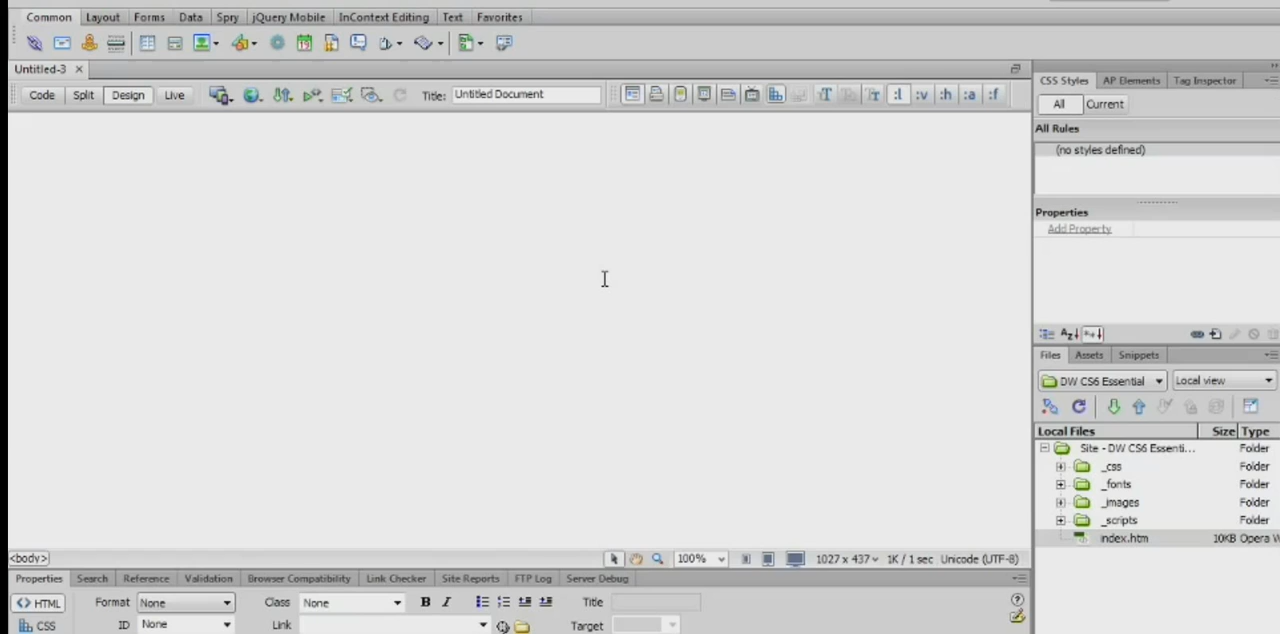 Common Layout Forms Data Spry jQuery Mobile InContext Editing Text Favorites
Untitled-3 ×
Code Split Design Live Title: Untitled Document
CSS Styles AP Elements Tag Inspector
All Current
All Rules
(no styles defined)
Properties
Add Property
Files Assets Snippets
DW CS6 Essential Local view
Local Files Size Type
Site - DW CS6 Essenti... Folder
_css Folder
_fonts Folder
_images Folder
_scripts Folder
index.htm 10KB Opera W
<body> 100% 1027 x 437 1K / 1 sec Unicode (UTF-8)
Properties Search Reference Validation Browser Compatibility Link Checker Site Reports FTP Log Server Debug
<> HTML Format None Class None B I Title
CSS ID None Link Target